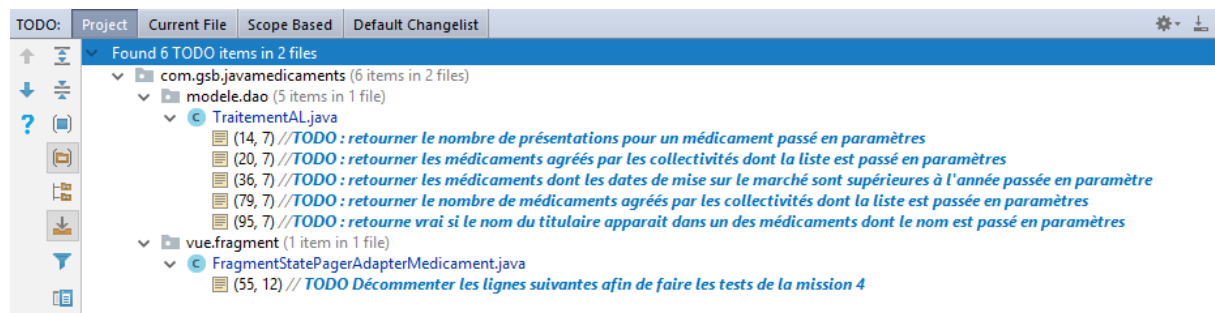 TODO: Project Current File Scope Based Default Changelist
Found 6 TODO items in 2 files
com.gsb.javamedicaments (6 items in 2 files)
modele.dao (5 items in 1 file)
C TraitementAL.java
(14, 7) //TODO : retourner le nombre de présentations pour un médicament passé en paramètres
(20, 7) //TODO : retourner les médicaments agréés par les collectivités dont la liste est passé en paramètres
(36, 7) //TODO : retourner les médicaments dont les dates de mise sur le marché sont supérieures à l'année passée en paramètre
(79, 7) //TODO : retourner le nombre de médicaments agréés par les collectivités dont la liste est passée en paramètres
(95, 7) //TODO : retourne vrai si le nom du titulaire apparait dans un des médicaments dont le nom est passé en paramètres
vue.fragment (1 item in 1 file)
C FragmentStatePagerAdapterMedicament.java
(55, 12) // TODO Décommenter les lignes suivantes afin de faire les tests de la mission 4